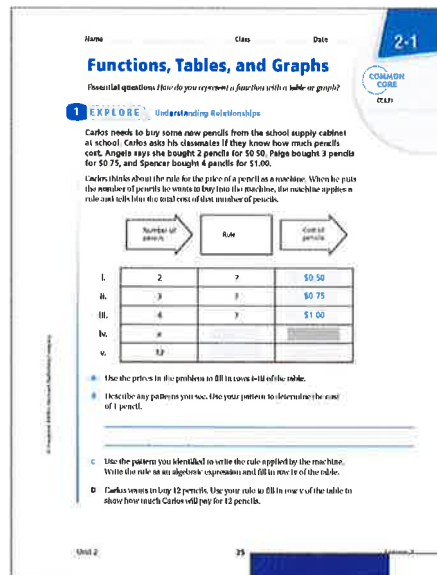 Name Class Date
2-1
Functions, Tables, and Graphs
COMMON
CORE
Essential question: How do you represent a function with a table or graph?
1 EXPLORE Understanding Relationships
Carlos needs to buy some new pencils from the school supply cabinet
at school. Carlos asks his classmates if they know how much pencils
cost. Angela says she bought 2 pencils for $0.50, Paige bought 3 pencils
for $0.75, and Spencer bought 4 pencils for $1.00.
Carlos thinks about the rule for the price of a pencil as a machine. When he puts
the number of pencils he wants to buy into the machine, the machine applies a
rule and tells him the total cost of that number of pencils.
Number of
pencils
Rule
Cost of
pencils
i. 2 ? $0.50
ii. 3 ? $0.75
iii. 4 ? $1.00
iv.
v. 12
A Use the prices in the problem to fill in rows i–iii of the table.
B Describe any patterns you see. Use your pattern to determine the cost
of 1 pencil.
C Use the pattern you identified to write the rule applied by the machine.
Write the rule as an algebraic expression and fill in row iv of the table.
D Carlos wants to buy 12 pencils. Use your rule to fill in row v of the table to
show how much Carlos will pay for 12 pencils.
Unit 2 35